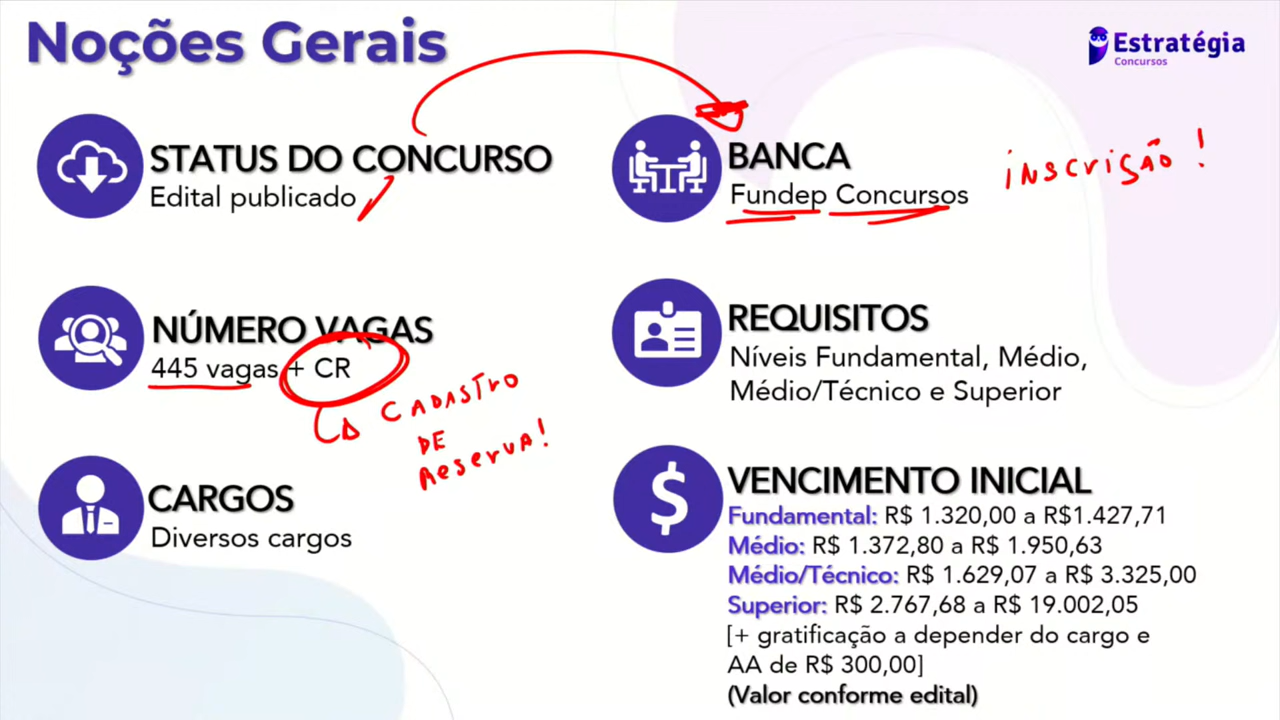 Noções Gerais
Estratégia
Concursos
STATUS DO CONCURSO
Edital publicado
BANCA
Fundep Concursos
inscrição!
NÚMERO VAGAS
445 vagas + CR
CADASTRO
DE
Reserva!
REQUISITOS
Níveis Fundamental, Médio,
Médio/Técnico e Superior
CARGOS
Diversos cargos
VENCIMENTO INICIAL
Fundamental: R$ 1.320,00 a R$1.427,71
Médio: R$ 1.372,80 a R$ 1.950,63
Médio/Técnico: R$ 1.629,07 a R$ 3.325,00
Superior: R$ 2.767,68 a R$ 19.002,05
[+ gratificação a depender do cargo e
AA de R$ 300,00]
(Valor conforme edital)